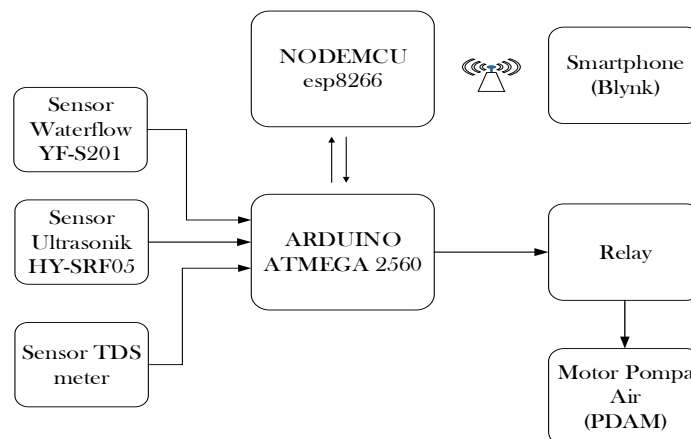 NODEMCU
esp8266
Smartphone
(Blynk)
Sensor
Waterflow
YF-S201
Sensor
Ultrasonik
HY-SRF05
ARDUINO
ATMEGA 2560
Relay
Sensor TDS
meter
Motor Pompa
Air
(PDAM)